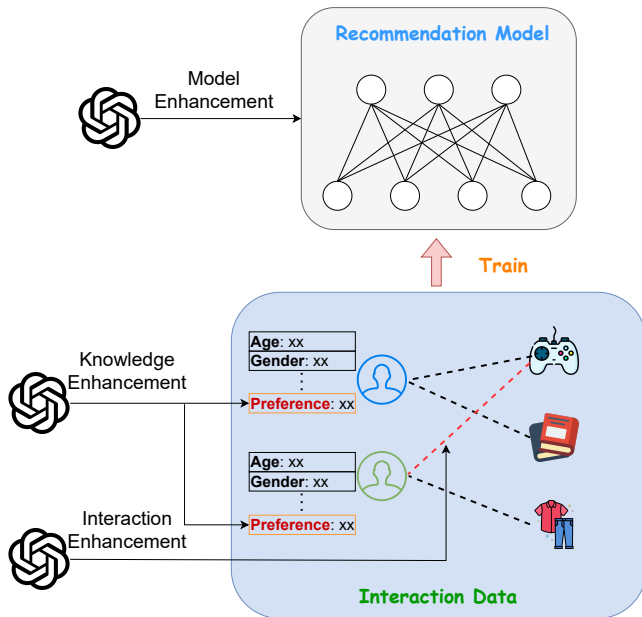 Recommendation Model
Model
Enhancement
Train
Age: xx
Gender: xx
Knowledge
Enhancement
Preference: xx
Age: xx
Gender: xx
Interaction
Enhancement
Preference: xx
Interaction Data